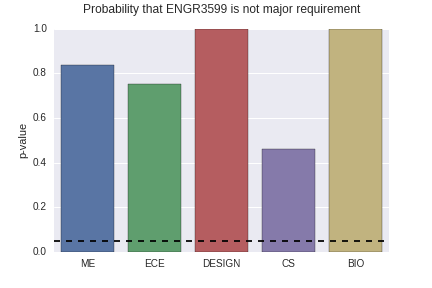 Probability that ENGR3599 is not major requirement
p-value
1.0
0.8
0.6
0.4
0.2
0.0
ME ECE DESIGN CS BIO